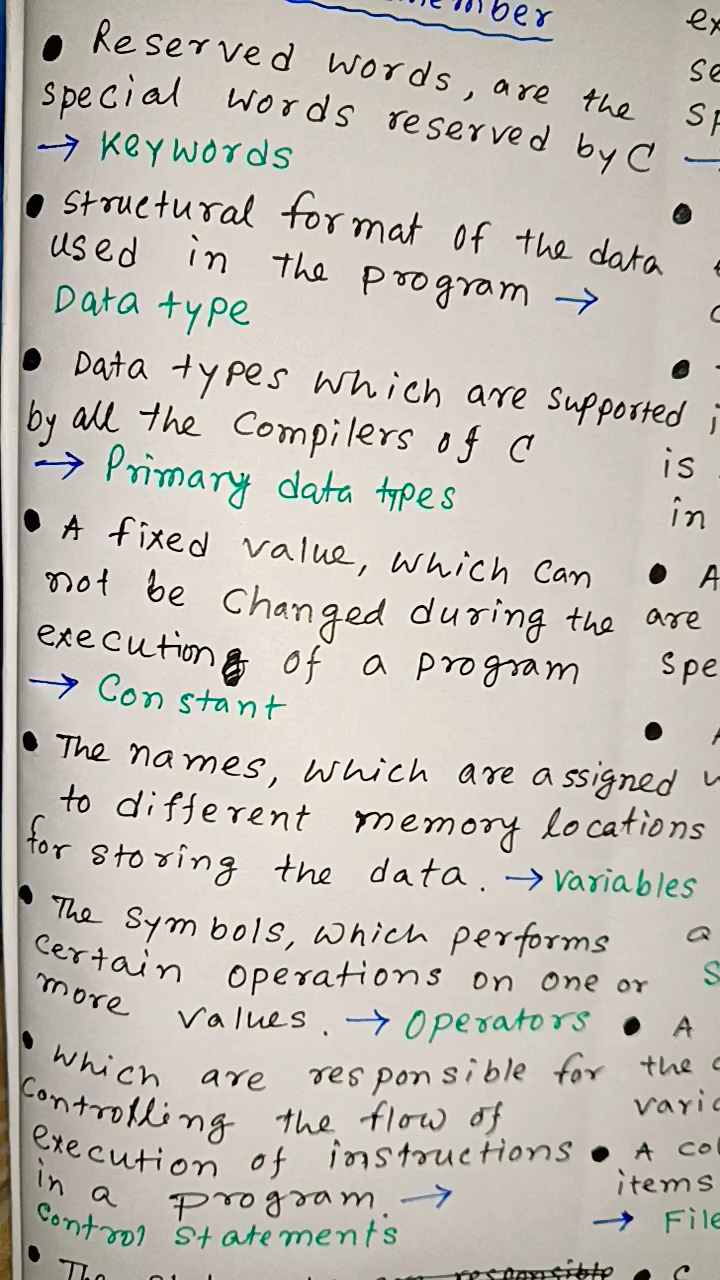 • Reserved words, are the
special words reserved by C
→ Keywords
• structural format of the data
used in the program →
Data type
• Data types which are supported
by all the compilers of C
→ Primary data types
• A fixed value, which can
not be changed during the
execution of a program
→ Constant
• The names, which are assigned
to different memory locations
for storing the data. → Variables
• The symbols, which performs
certain operations on one or
more values. → Operators
• which are responsible for
controlling the flow of
execution of instructions
in a program. →
Control statements
• The
is
in
• A
are
spe
a
• A
the
• A col
items
→ File